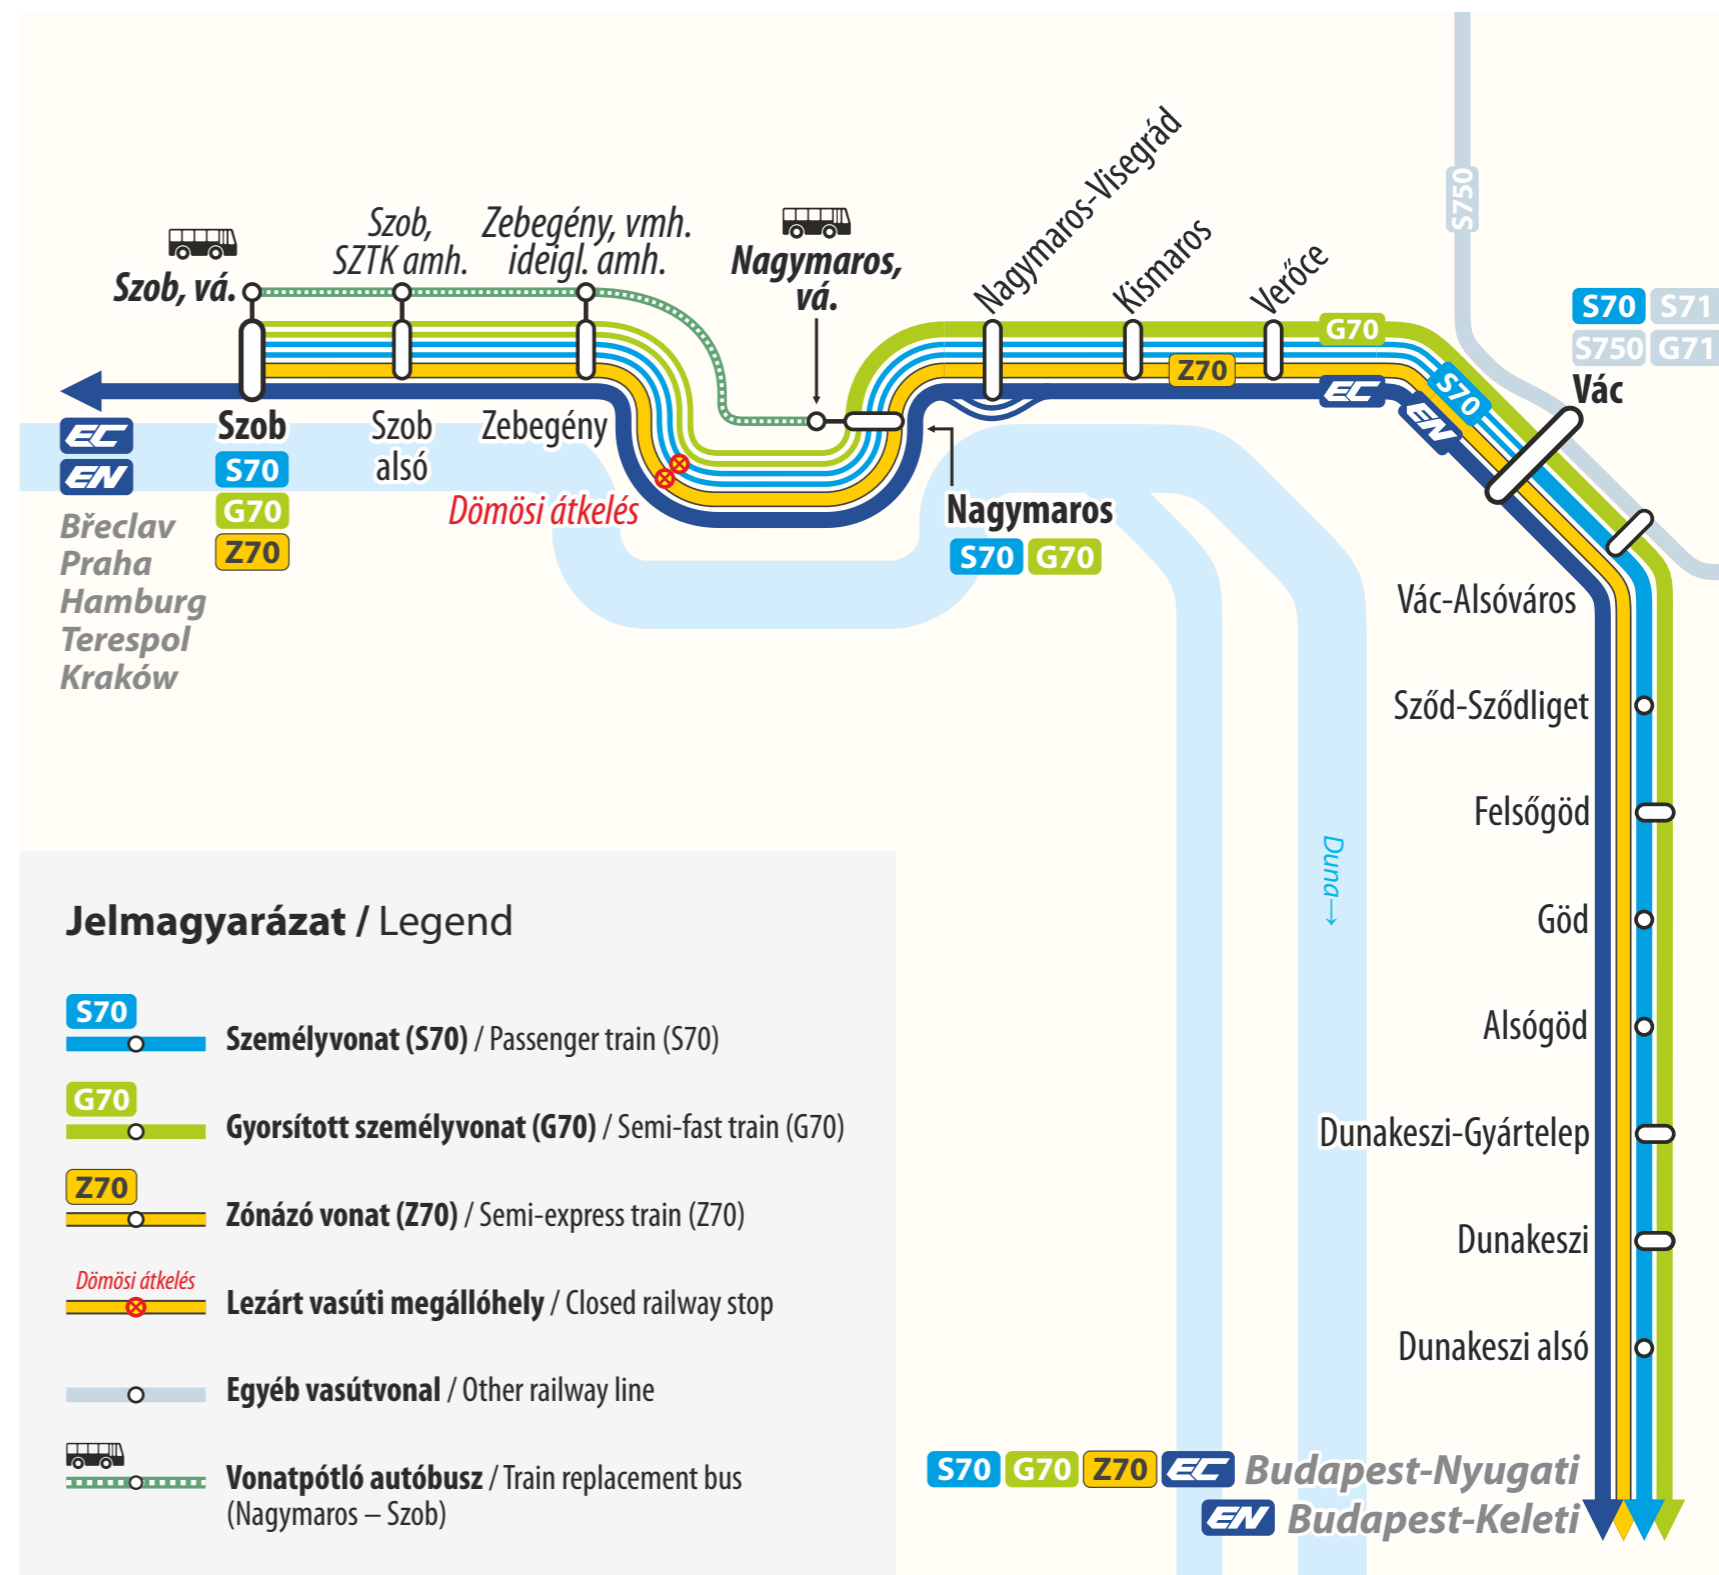 S750
Szob, vá.
Szob,
SZTK amh.
Zebegény, vmh.
ideigl. amh.
Nagymaros,
vá.
Nagymaros-Visegrád
Kismaros
Verőce
G70
Z70
EC
S70
EN
S70 S71
S750 G71
Vác
EC
EN
Břeclav
Praha
Hamburg
Terespol
Kraków
Szob
S70
G70
Z70
Szob
alsó
Zebegény
Dömösi átkelés
Nagymaros
S70 G70
Vác-Alsóváros
Sződ-Sződliget
Felsőgöd
Göd
Alsógöd
Dunakeszi-Gyártelep
Dunakeszi
Dunakeszi alsó
Duna→
S70 G70 Z70 EC Budapest-Nyugati
EN Budapest-Keleti
Jelmagyarázat / Legend
S70
Személyvonat (S70) / Passenger train (S70)
G70
Gyorsított személyvonat (G70) / Semi-fast train (G70)
Z70
Zónázó vonat (Z70) / Semi-express train (Z70)
Dömösi átkelés
Lezárt vasúti megállóhely / Closed railway stop
Egyéb vasútvonal / Other railway line
Vonatpótló autóbusz / Train replacement bus
(Nagymaros – Szob)